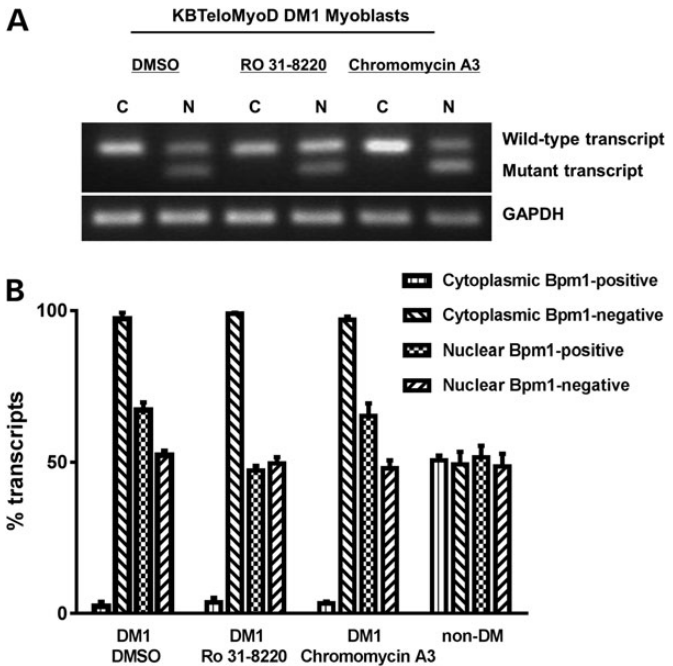 A
KBTeloMyoD DM1 Myoblasts
DMSO RO 31-8220 Chromomycin A3
C N C N C N
Wild-type transcript
Mutant transcript
GAPDH
B
Cytoplasmic Bpm1-positive
Cytoplasmic Bpm1-negative
Nuclear Bpm1-positive
Nuclear Bpm1-negative
% transcripts
100
50
0
DM1 DM1 DM1 non-DM
DMSO Ro 31-8220 Chromomycin A3